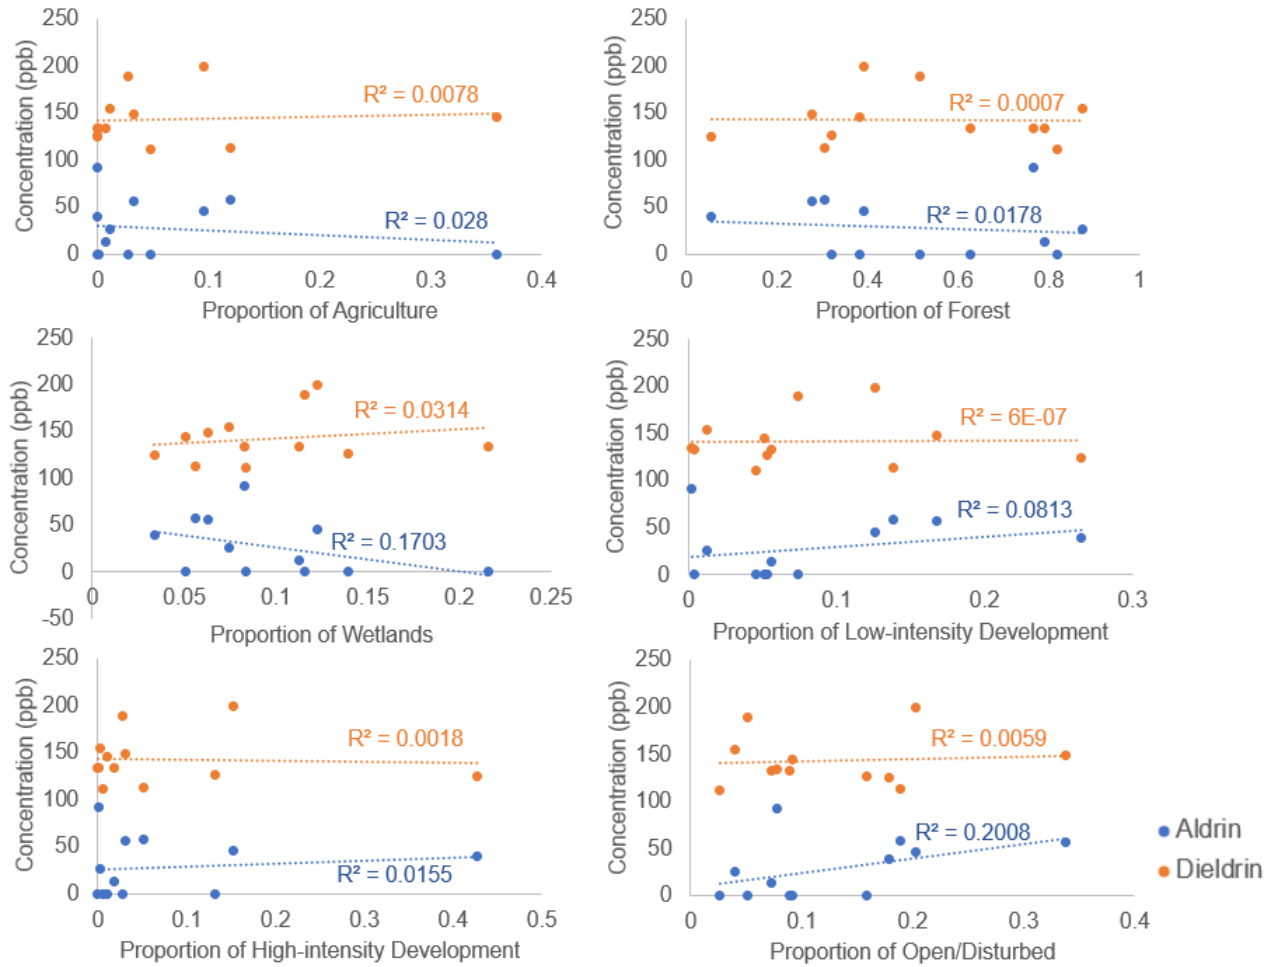 250
200
150
100
50
0
Concentration (ppb)
R² = 0.0078
R² = 0.028
0 0.1 0.2 0.3 0.4
Proportion of Agriculture
250
200
150
100
50
0
Concentration (ppb)
R² = 0.0007
R² = 0.0178
0 0.2 0.4 0.6 0.8 1
Proportion of Forest
250
200
150
100
50
0
-50
Concentration (ppb)
R² = 0.0314
R² = 0.1703
0 0.05 0.1 0.15 0.2 0.25
Proportion of Wetlands
250
200
150
100
50
0
Concentration (ppb)
R² = 6E-07
R² = 0.0813
0 0.1 0.2 0.3
Proportion of Low-intensity Development
250
200
150
100
50
0
Concentration (ppb)
R² = 0.0018
R² = 0.0155
0 0.1 0.2 0.3 0.4 0.5
Proportion of High-intensity Development
250
200
150
100
50
0
Concentration (ppb)
R² = 0.0059
R² = 0.2008
0 0.1 0.2 0.3 0.4
Proportion of Open/Disturbed
Aldrin
Dieldrin